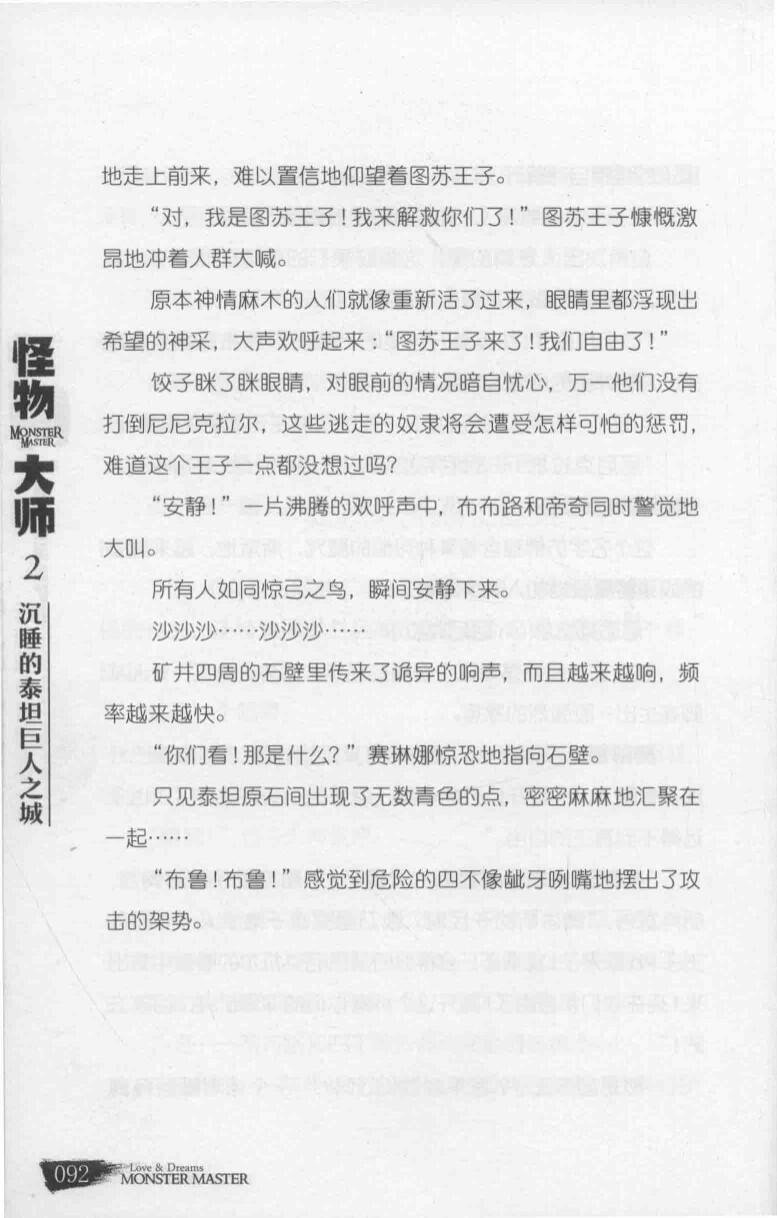 地走上前来，难以置信地仰望着图苏王子。
“对，我是图苏王子！我来解救你们了！”图苏王子慷慨激
昂地冲着人群大喊。
原本神情麻木的人们就像重新活了过来，眼睛里都浮现出
希望的神采，大声欢呼起来：“图苏王子来了！我们自由了！”
饺子眯了眯眼睛，对眼前的情况暗自忧心，万一他们没有
打倒尼尼克拉尔，这些逃走的奴隶将会遭受怎样可怕的惩罚，
难道这个王子一点都没想过吗？
“安静！”一片沸腾的欢呼声中，布布路和帝奇同时警觉地
大叫。
所有人如同惊弓之鸟，瞬间安静下来。
沙沙沙……沙沙沙……
矿井四周的石壁里传来了诡异的响声，而且越来越响，频
率越来越快。
“你们看！那是什么？”赛琳娜惊恐地指向石壁。
只见泰坦原石间出现了无数青色的点，密密麻麻地汇聚在
一起……
“布鲁！布鲁！”感觉到危险的四不像龇牙咧嘴地摆出了攻
击的架势。
怪物
MONSTER
MASTER
大师
2
沉睡的泰坦巨人之城
092
Love & Dreams
MONSTER MASTER